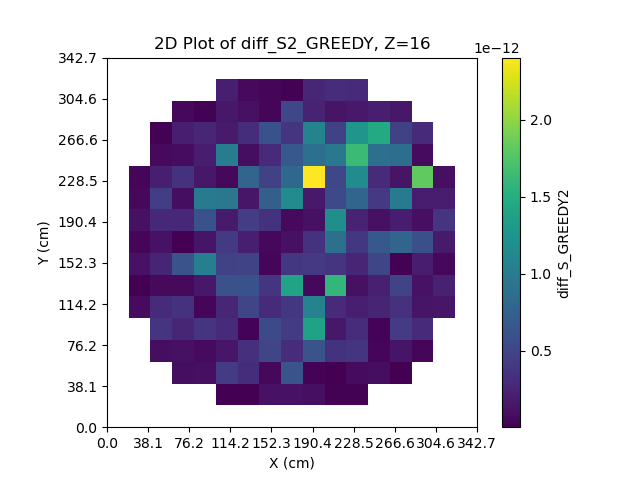 2D Plot of diff_S2_GREEDY, Z=16
1e−12
342.7
304.6
266.6
228.5
190.4
152.3
114.2
76.2
38.1
0.0
Y (cm)
0.0 38.1 76.2 114.2 152.3 190.4 228.5 266.6 304.6 342.7
X (cm)
2.0
1.5
1.0
0.5
diff_S_GREEDY2